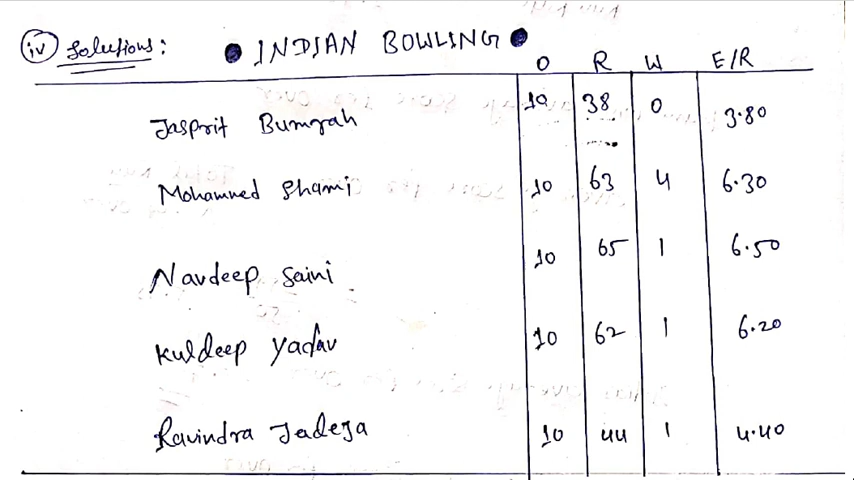 iv Solutions: INDIAN BOWLING
O R W E/R
Jasprit Bumrah 10 38 0 3.80
Mohammed Shami 10 63 4 6.30
Navdeep Saini 10 65 1 6.50
Kuldeep Yadav 10 62 1 6.20
Ravindra Jadeja 10 44 1 4.40